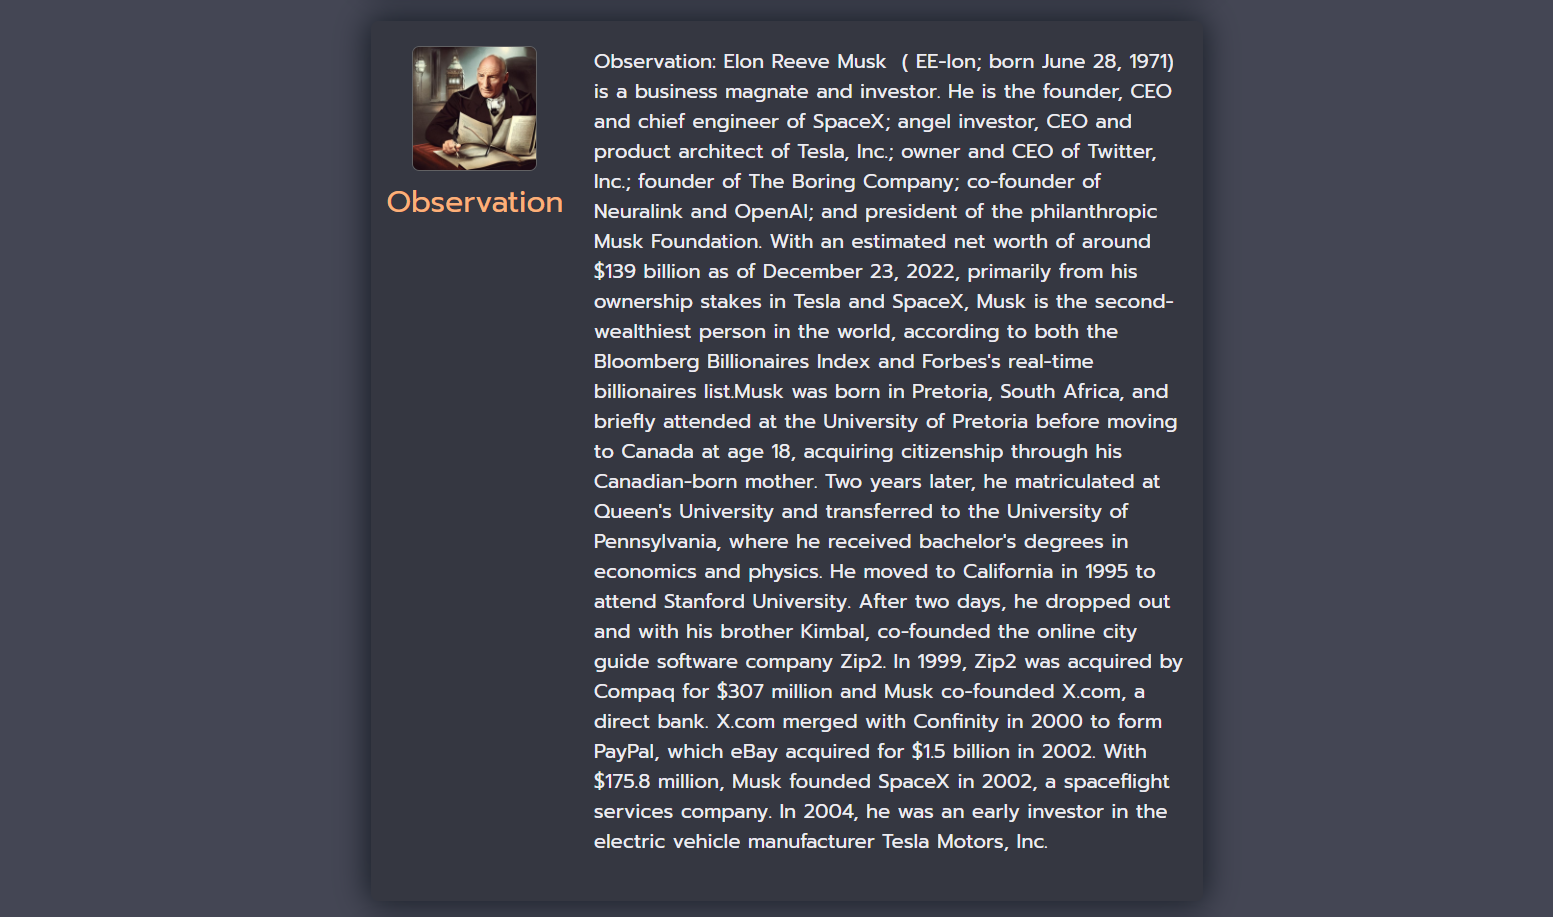 Observation
Observation: Elon Reeve Musk  ( EE-lon; born June 28, 1971)
is a business magnate and investor. He is the founder, CEO
and chief engineer of SpaceX; angel investor, CEO and
product architect of Tesla, Inc.; owner and CEO of Twitter,
Inc.; founder of The Boring Company; co-founder of
Neuralink and OpenAI; and president of the philanthropic
Musk Foundation. With an estimated net worth of around
$139 billion as of December 23, 2022, primarily from his
ownership stakes in Tesla and SpaceX, Musk is the second-
wealthiest person in the world, according to both the
Bloomberg Billionaires Index and Forbes's real-time
billionaires list.Musk was born in Pretoria, South Africa, and
briefly attended at the University of Pretoria before moving
to Canada at age 18, acquiring citizenship through his
Canadian-born mother. Two years later, he matriculated at
Queen's University and transferred to the University of
Pennsylvania, where he received bachelor's degrees in
economics and physics. He moved to California in 1995 to
attend Stanford University. After two days, he dropped out
and with his brother Kimbal, co-founded the online city
guide software company Zip2. In 1999, Zip2 was acquired by
Compaq for $307 million and Musk co-founded X.com, a
direct bank. X.com merged with Confinity in 2000 to form
PayPal, which eBay acquired for $1.5 billion in 2002. With
$175.8 million, Musk founded SpaceX in 2002, a spaceflight
services company. In 2004, he was an early investor in the
electric vehicle manufacturer Tesla Motors, Inc.